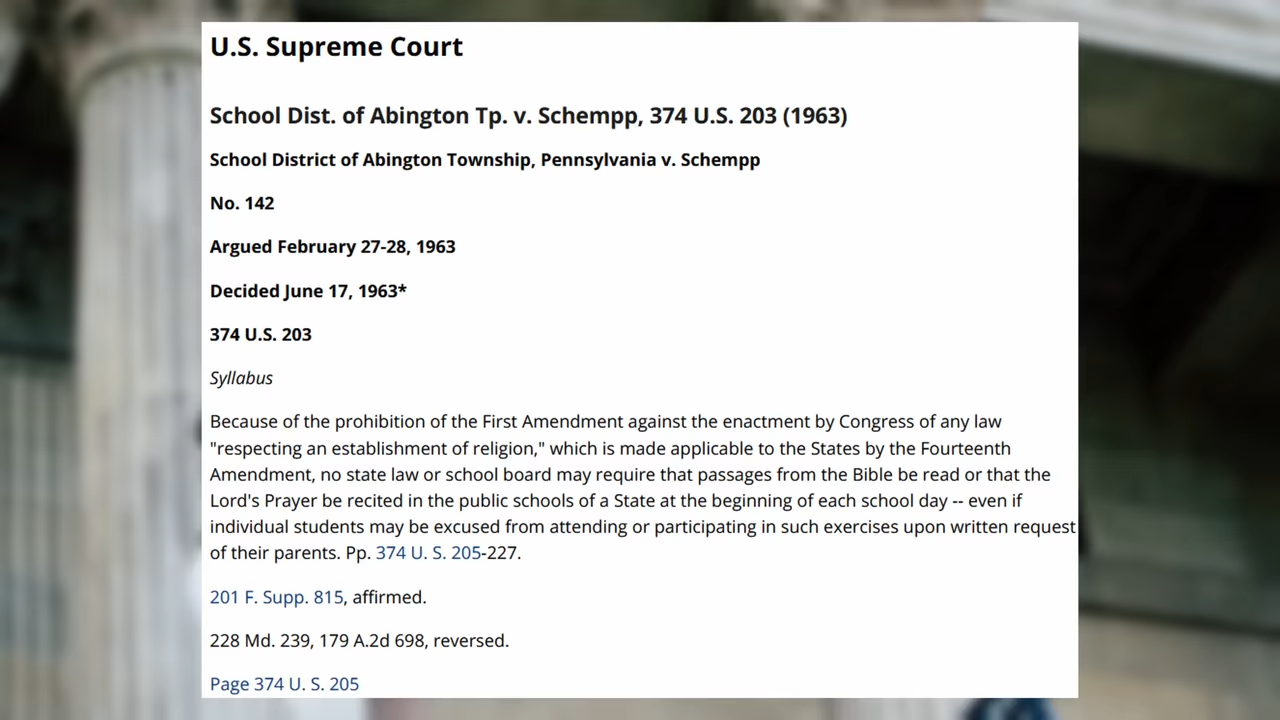 U.S. Supreme Court
School Dist. of Abington Tp. v. Schempp, 374 U.S. 203 (1963)
School District of Abington Township, Pennsylvania v. Schempp
No. 142
Argued February 27-28, 1963
Decided June 17, 1963*
374 U.S. 203
Syllabus
Because of the prohibition of the First Amendment against the enactment by Congress of any law
"respecting an establishment of religion," which is made applicable to the States by the Fourteenth
Amendment, no state law or school board may require that passages from the Bible be read or that the
Lord's Prayer be recited in the public schools of a State at the beginning of each school day -- even if
individual students may be excused from attending or participating in such exercises upon written request
of their parents. Pp. 374 U. S. 205-227.
201 F. Supp. 815, affirmed.
228 Md. 239, 179 A.2d 698, reversed.
Page 374 U. S. 205